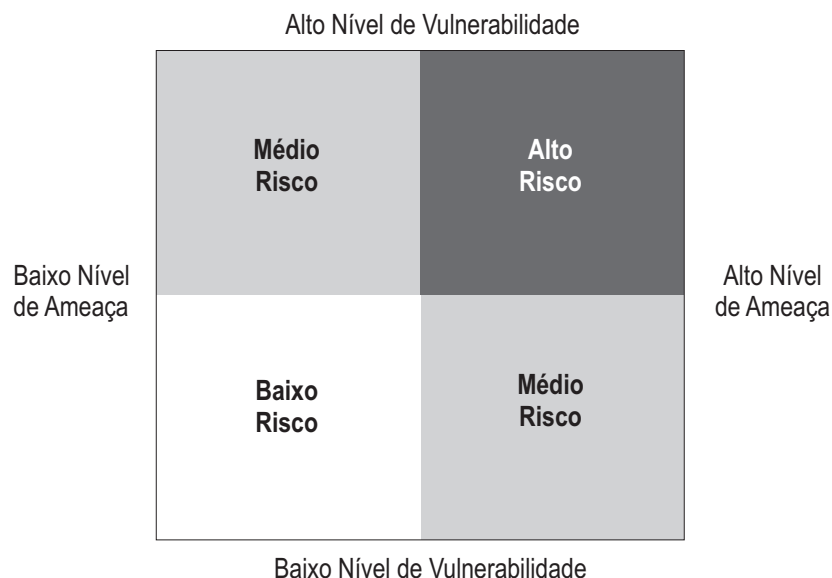 Alto Nível de Vulnerabilidade
Médio
Risco
Alto
Risco
Baixo Nível
de Ameaça
Alto Nível
de Ameaça
Baixo
Risco
Médio
Risco
Baixo Nível de Vulnerabilidade